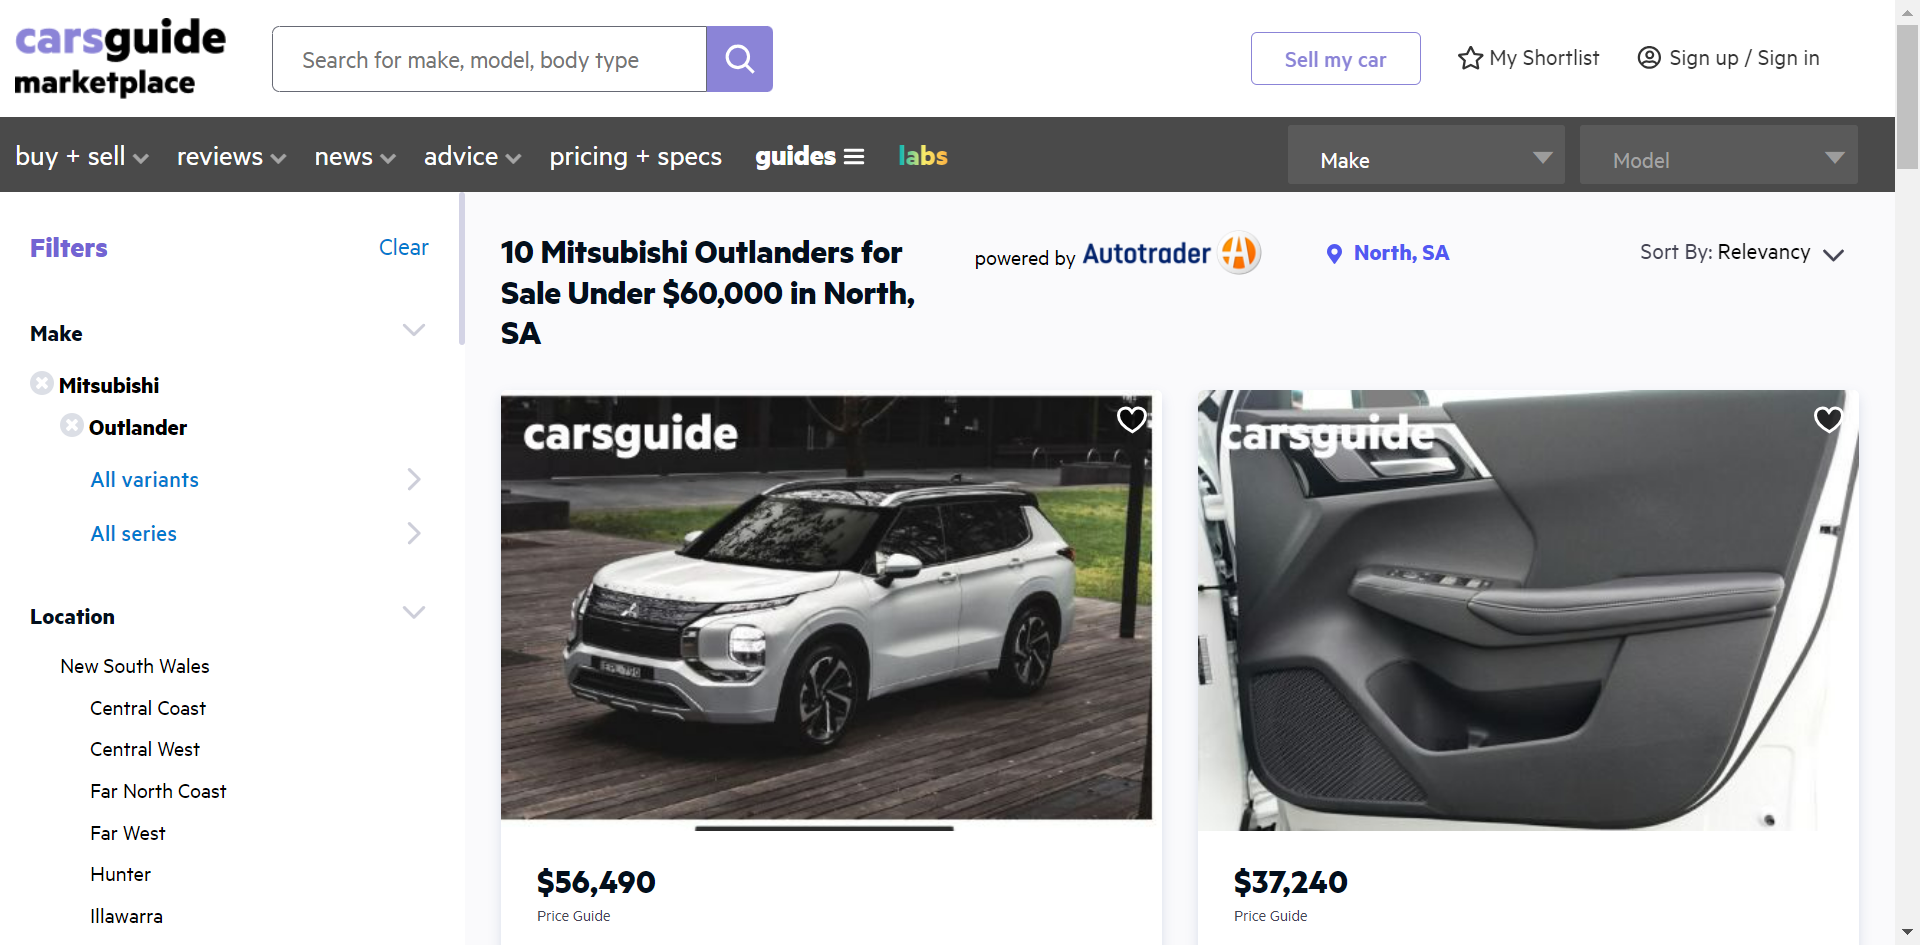 carsguide
marketplace
Search for make, model, body type
Sell my car
My Shortlist
Sign up / Sign in
buy + sell
reviews
news
advice
pricing + specs
guides
labs
Make
Model
Filters
Clear
Make
Mitsubishi
Outlander
All variants
All series
Location
New South Wales
Central Coast
Central West
Far North Coast
Far West
Hunter
Illawarra
10 Mitsubishi Outlanders for
Sale Under $60,000 in North,
SA
powered by Autotrader
North, SA
Sort By: Relevancy
carsguide
$56,490
Price Guide
carsguide
$37,240
Price Guide